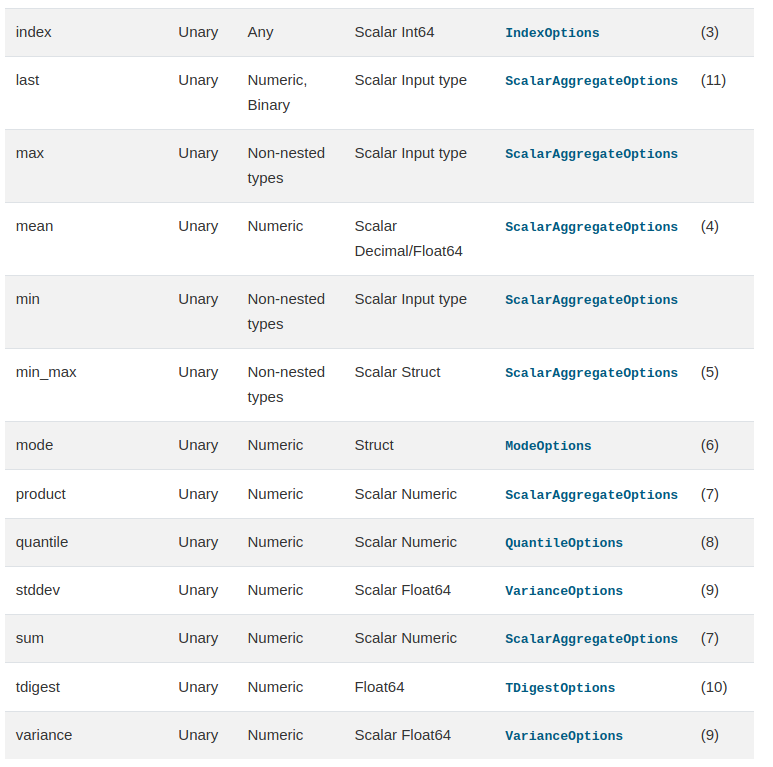 index Unary Any Scalar Int64 IndexOptions (3)
last Unary Numeric, Scalar Input type ScalarAggregateOptions (11)
Binary
max Unary Non-nested Scalar Input type ScalarAggregateOptions
types
mean Unary Numeric Scalar ScalarAggregateOptions (4)
Decimal/Float64
min Unary Non-nested Scalar Input type ScalarAggregateOptions
types
min_max Unary Non-nested Scalar Struct ScalarAggregateOptions (5)
types
mode Unary Numeric Struct ModeOptions (6)
product Unary Numeric Scalar Numeric ScalarAggregateOptions (7)
quantile Unary Numeric Scalar Numeric QuantileOptions (8)
stddev Unary Numeric Scalar Float64 VarianceOptions (9)
sum Unary Numeric Scalar Numeric ScalarAggregateOptions (7)
tdigest Unary Numeric Float64 TDigestOptions (10)
variance Unary Numeric Scalar Float64 VarianceOptions (9)